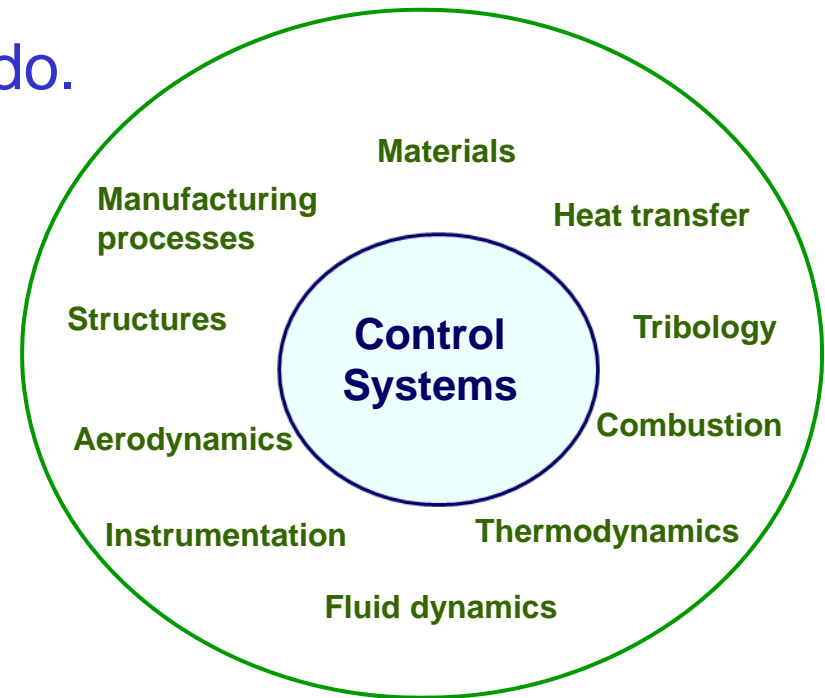 do.
Materials
Manufacturing
processes
Heat transfer
Structures
Control
Systems
Tribology
Aerodynamics
Combustion
Instrumentation
Thermodynamics
Fluid dynamics